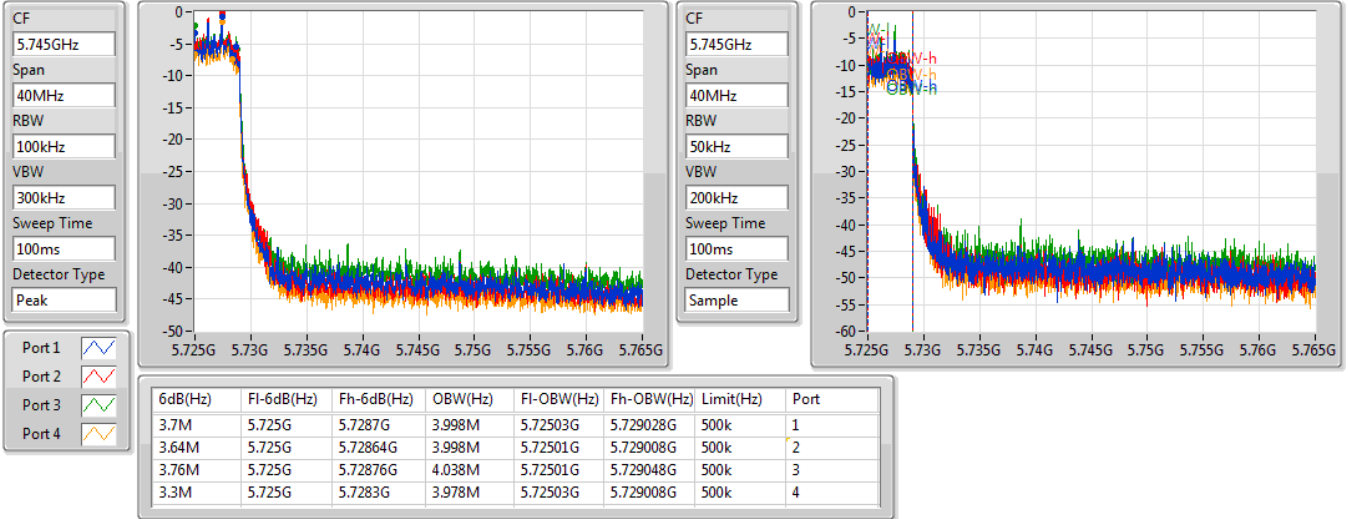 CF
5.745GHz
Span
40MHz
RBW
100kHz
VBW
300kHz
Sweep Time
100ms
Detector Type
Peak
0
-5
-10
-15
-20
-25
-30
-35
-40
-45
-50
5.725G 5.73G 5.735G 5.74G 5.745G 5.75G 5.755G 5.76G 5.765G
CF
5.745GHz
Span
40MHz
RBW
50kHz
VBW
200kHz
Sweep Time
100ms
Detector Type
Sample
0
-5
-10
-15
-20
-25
-30
-35
-40
-45
-50
-55
-60
OBW-h
OBW-h
OBW-h
5.725G 5.73G 5.735G 5.74G 5.745G 5.75G 5.755G 5.76G 5.765G
Port 1
Port 2
Port 3
Port 4
6dB(Hz) Fl-6dB(Hz) Fh-6dB(Hz) OBW(Hz) Fl-OBW(Hz) Fh-OBW(Hz) Limit(Hz) Port
3.7M 5.725G 5.7287G 3.998M 5.72503G 5.729028G 500k 1
3.64M 5.725G 5.72864G 3.998M 5.72501G 5.729008G 500k 2
3.76M 5.725G 5.72876G 4.038M 5.72501G 5.729048G 500k 3
3.3M 5.725G 5.7283G 3.978M 5.72503G 5.729008G 500k 4